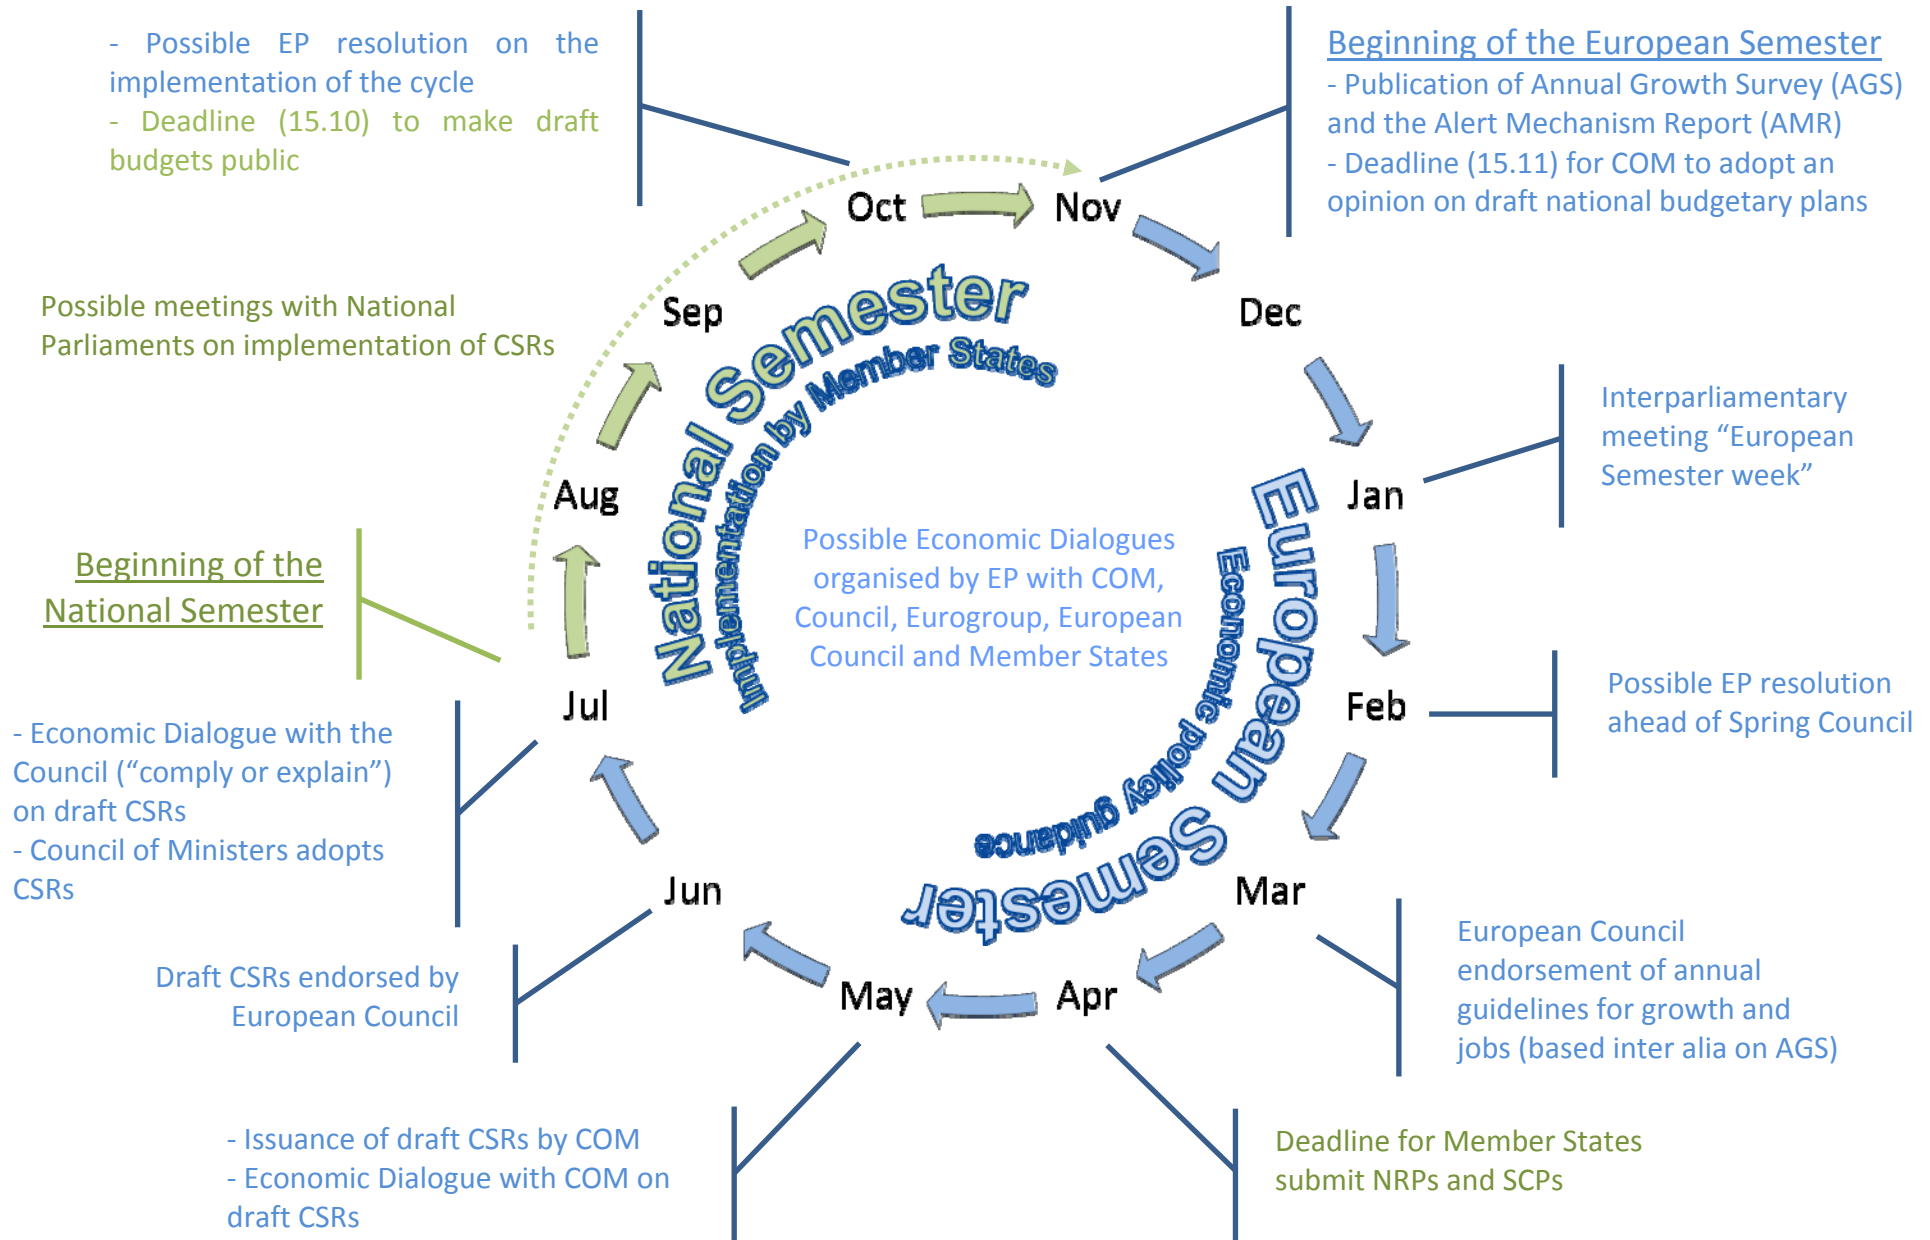 - Possible EP resolution on the
implementation of the cycle
- Deadline (15.10) to make draft
budgets public
Beginning of the European Semester
- Publication of Annual Growth Survey (AGS)
and the Alert Mechanism Report (AMR)
- Deadline (15.11) for COM to adopt an
opinion on draft national budgetary plans
Oct
Nov
Dec
Sep
Possible meetings with National
Parliaments on implementation of CSRs
National Semester
Implementation by Member States
Interparliamentary
meeting “European
Semester week”
Jan
Aug
European Semester
Economic policy guidance
Possible Economic Dialogues
organised by EP with COM,
Council, Eurogroup, European
Council and Member States
Beginning of the
National Semester
Jul
Feb
Possible EP resolution
ahead of Spring Council
- Economic Dialogue with the
Council (“comply or explain”)
on draft CSRs
- Council of Ministers adopts
CSRs
Jun
Mar
European Council
endorsement of annual
guidelines for growth and
jobs (based inter alia on AGS)
Draft CSRs endorsed by
European Council
May
Apr
- Issuance of draft CSRs by COM
- Economic Dialogue with COM on
draft CSRs
Deadline for Member States
submit NRPs and SCPs